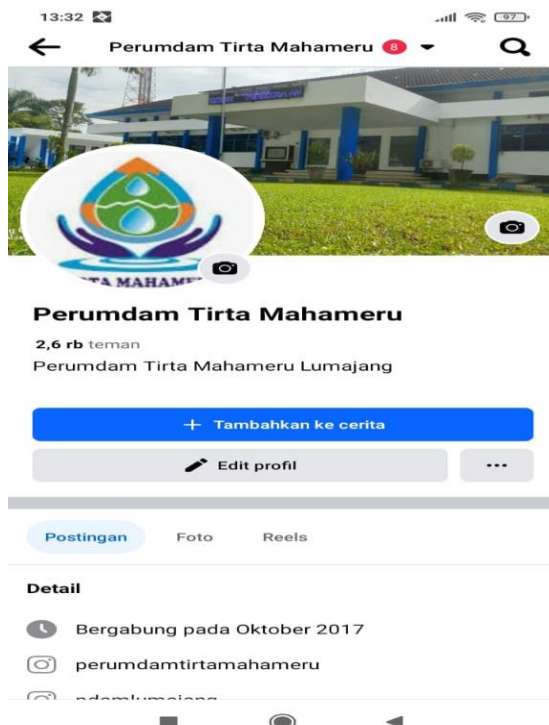 13:32
97
Perumdam Tirta Mahameru 8
TA MAHAME
Perumdam Tirta Mahameru
2,6 rb teman
Perumdam Tirta Mahameru Lumajang
+ Tambahkan ke cerita
Edit profil
Postingan Foto Reels
Detail
Bergabung pada Oktober 2017
perumdamtirtamahameru